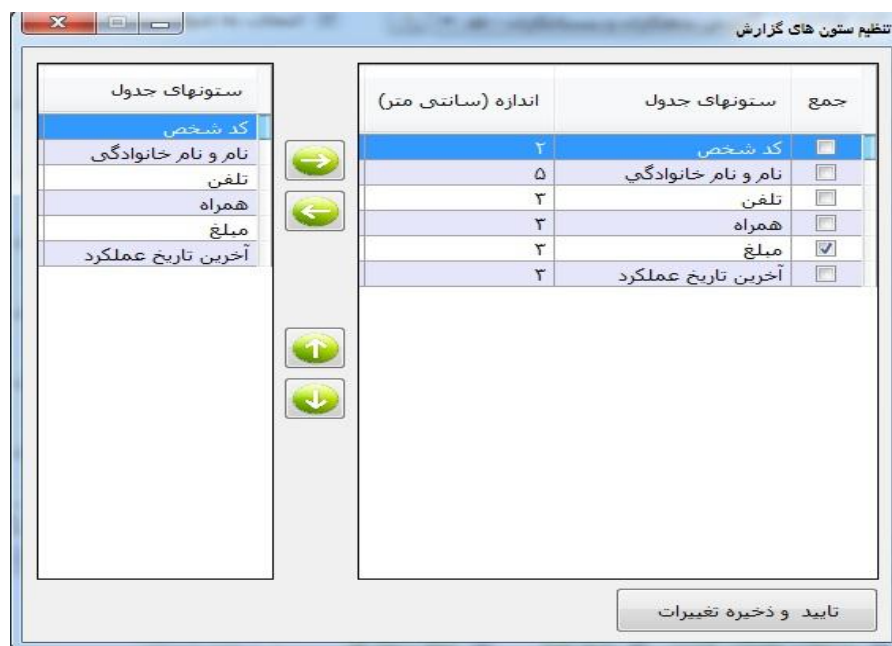 تنظیم ستون های گزارش
جمع ستونهای جدول اندازه (سانتی متر)
کد شخص ۲
نام و نام خانوادگي ۵
تلفن ۳
همراه ۳
مبلغ ۳
آخرین تاریخ عملکرد ۳
ستونهای جدول
کد شخص
نام و نام خانوادگی
تلفن
همراه
مبلغ
آخرین تاریخ عملکرد
تایید و ذخیره تغییرات